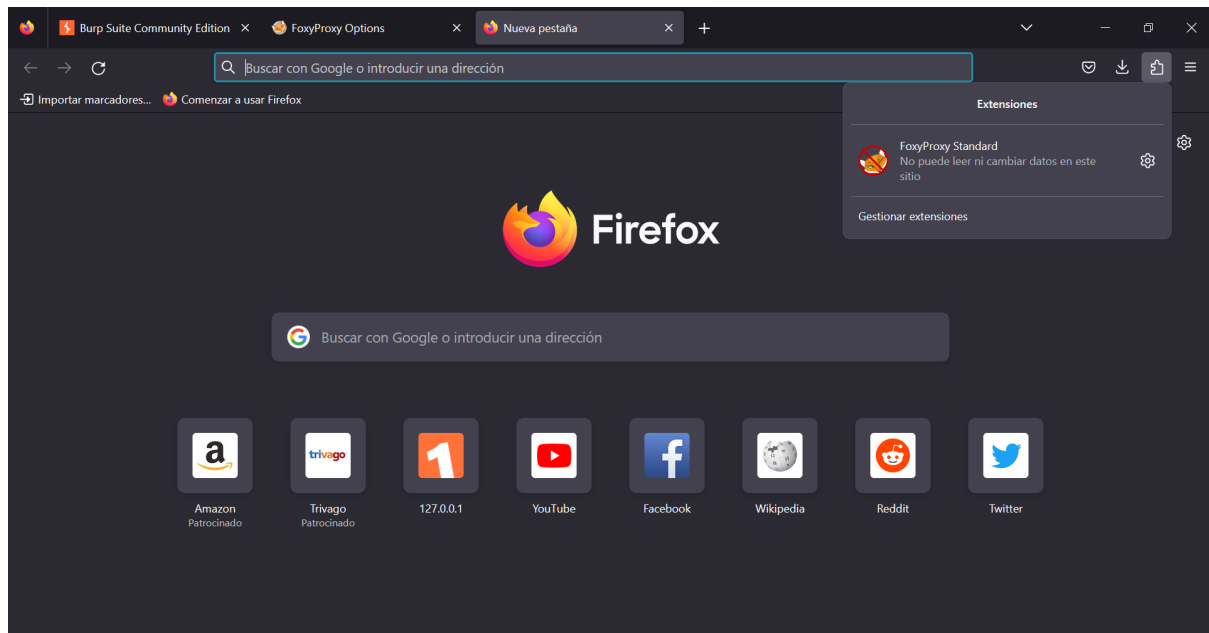 Burp Suite Community Edition
FoxyProxy Options
Nueva pestaña
Buscar con Google o introducir una dirección
Importar marcadores...
Comenzar a usar Firefox
Extensiones
FoxyProxy Standard
No puede leer ni cambiar datos en este
sitio
Gestionar extensiones
Firefox
Buscar con Google o introducir una dirección
a
trivago
1
f
Amazon
Patrocinado
Trivago
Patrocinado
127.0.0.1
YouTube
Facebook
Wikipedia
Reddit
Twitter